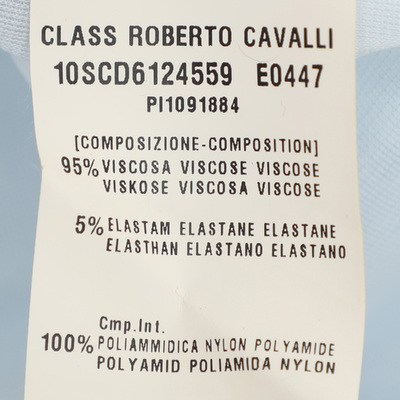 CLASS ROBERTO CAVALLI
10SCD6124559 E0447
PI1091884
[COMPOSIZIONE-COMPOSITION]
95% VISCOSA VISCOSE VISCOSE
VISKOSE VISCOSA VISCOSE
5% ELASTAM ELASTANE ELASTANE
ELASTHAN ELASTANO ELASTANO
Cmp.Int.
100% POLIAMMIDICA NYLON POLYAMIDE
POLYAMID POLIAMIDA NYLON